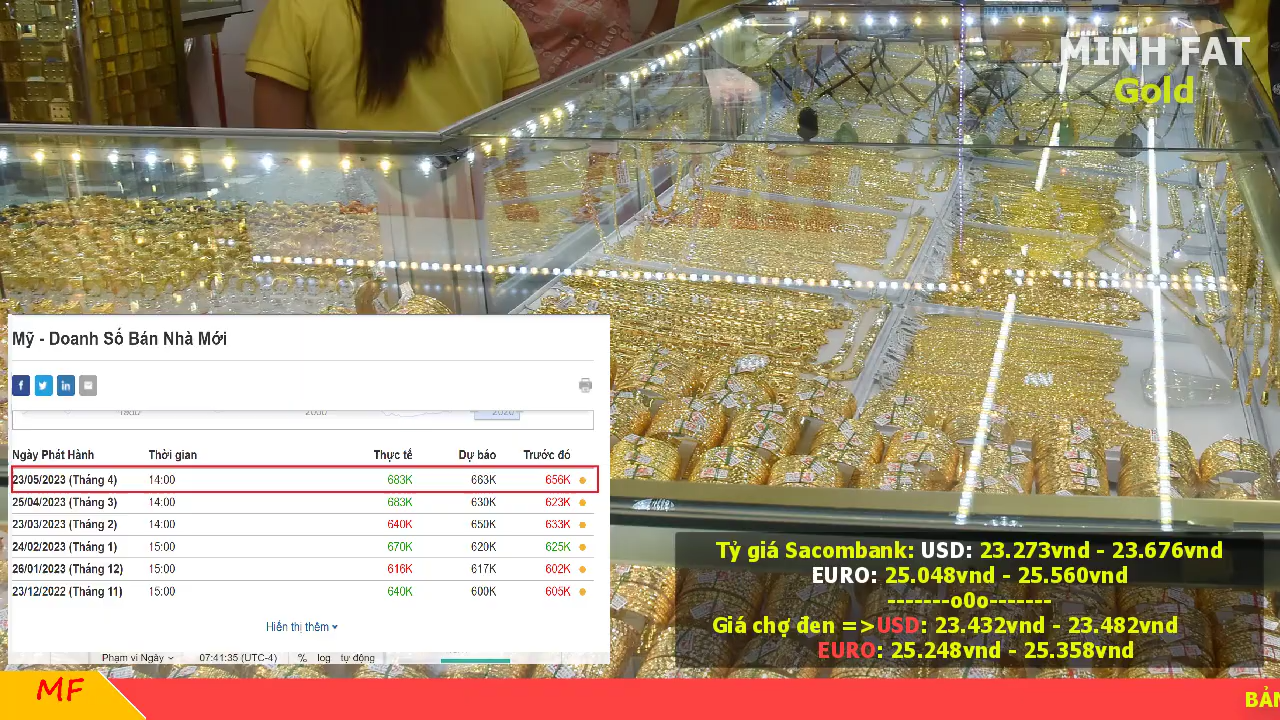 MINH FAT
Gold
Mỹ - Doanh Số Bán Nhà Mới
Ngày Phát Hành Thời gian Thực tế Dự báo Trước đó
23/05/2023 (Tháng 4) 14:00 683K 663K 656K
25/04/2023 (Tháng 3) 14:00 683K 630K 623K
23/03/2023 (Tháng 2) 14:00 640K 650K 633K
24/02/2023 (Tháng 1) 15:00 670K 620K 625K
26/01/2023 (Tháng 12) 15:00 616K 617K 602K
23/12/2022 (Tháng 11) 15:00 640K 600K 605K
Hiển thị thêm
Phạm vi Ngày 07:41:35 (UTC-4) % log tự động
Tỷ giá Sacombank: USD: 23.273vnd - 23.676vnd
EURO: 25.048vnd - 25.560vnd
-------o0o-------
Giá chợ đen =>USD: 23.432vnd - 23.482vnd
EURO: 25.248vnd - 25.358vnd
MF